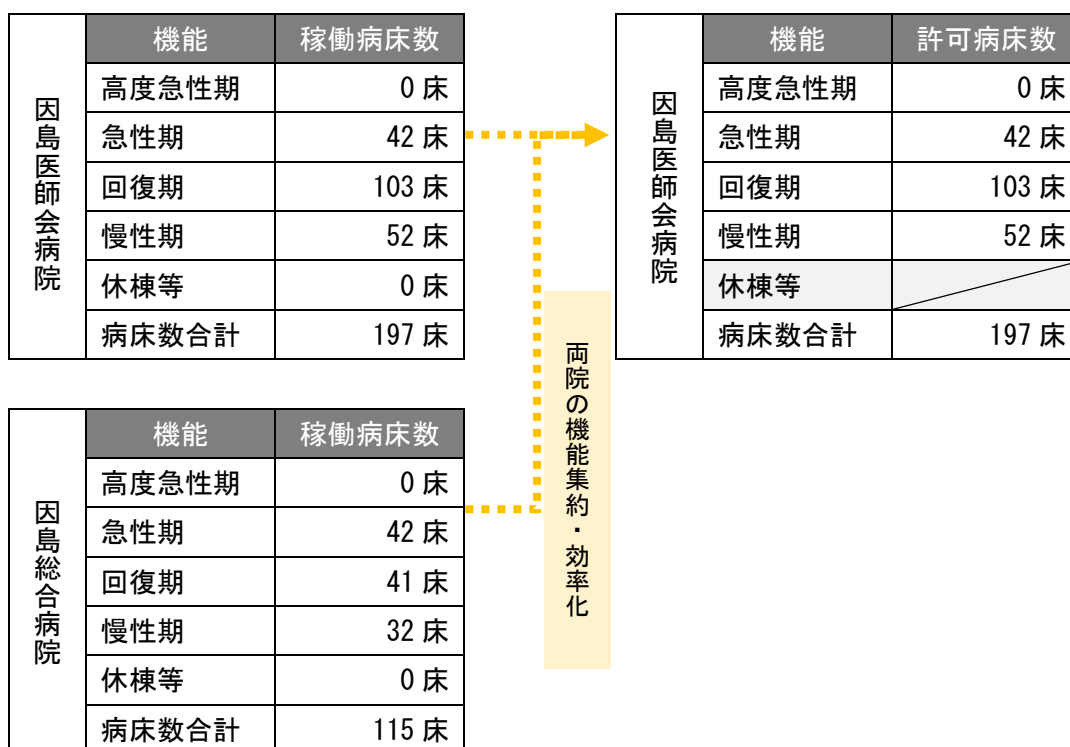 因島医師会病院
機能 稼働病床数
高度急性期 0 床
急性期 42 床
回復期 103 床
慢性期 52 床
休棟等 0 床
病床数合計 197 床
因島医師会病院
機能 許可病床数
高度急性期 0 床
急性期 42 床
回復期 103 床
慢性期 52 床
休棟等
病床数合計 197 床
両院の機能集約・効率化
因島総合病院
機能 稼働病床数
高度急性期 0 床
急性期 42 床
回復期 41 床
慢性期 32 床
休棟等 0 床
病床数合計 115 床